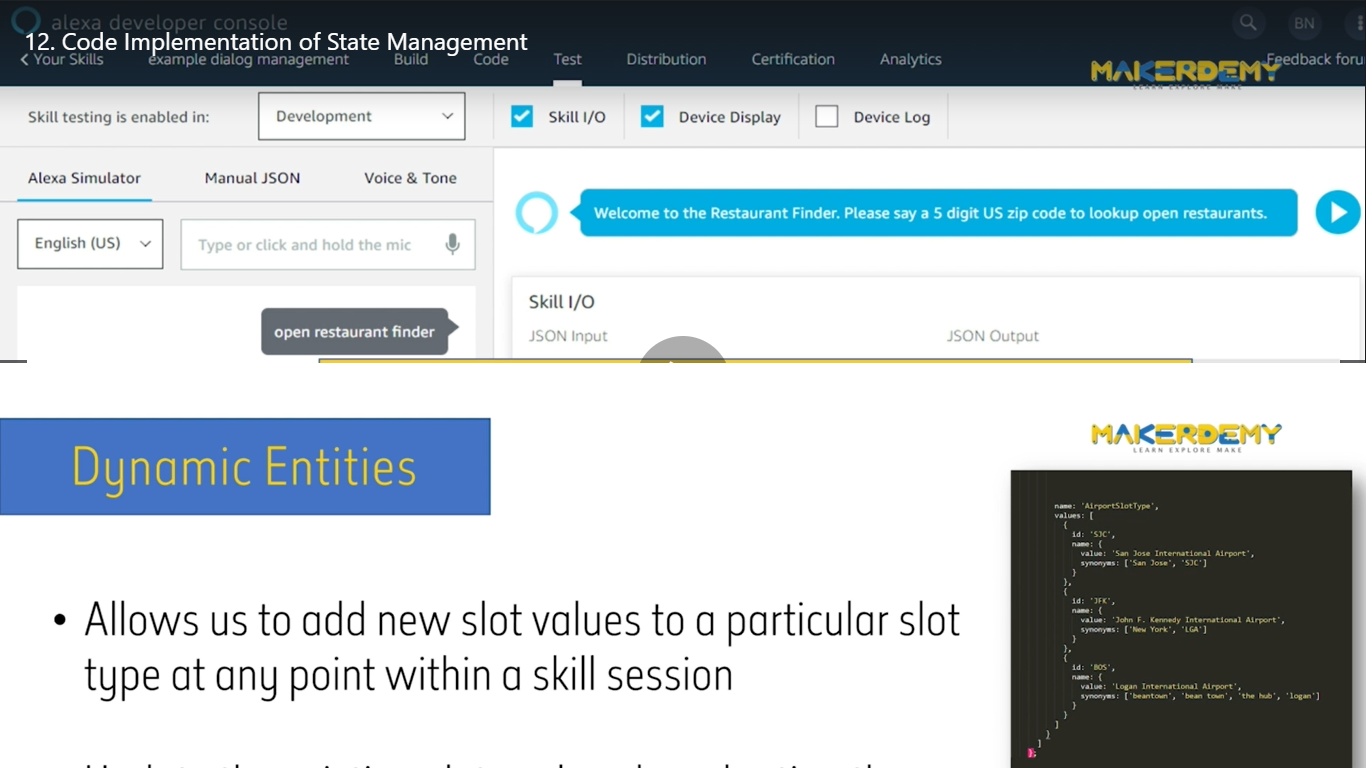 alexa developer console
12. Code Implementation of State Management
BN
Your Skills example dialog management Build Code Test Distribution Certification Analytics Feedback foru
MAKERDEMY
LEARN EXPLORE MAKE
Skill testing is enabled in: Development Skill I/O Device Display Device Log
Alexa Simulator Manual JSON Voice & Tone
Welcome to the Restaurant Finder. Please say a 5 digit US zip code to lookup open restaurants.
English (US) Type or click and hold the mic
Skill I/O
open restaurant finder
JSON Input JSON Output
Dynamic Entities
MAKERDEMY
LEARN EXPLORE MAKE
• Allows us to add new slot values to a particular slot
type at any point within a skill session
name: 'AirportSlotType',
values: [
{
id: 'SJC',
name: {
value: 'San Jose International Airport',
synonyms: ['San Jose', 'SJC']
}
},
{
id: 'JFK',
name: {
value: 'John F. Kennedy International Airport',
synonyms: ['New York', 'LGA']
}
},
{
id: 'BOS',
name: {
value: 'Logan International Airport',
synonyms: ['beantown', 'bean town', 'the hub', 'logan']
}
}
]
}
]
};